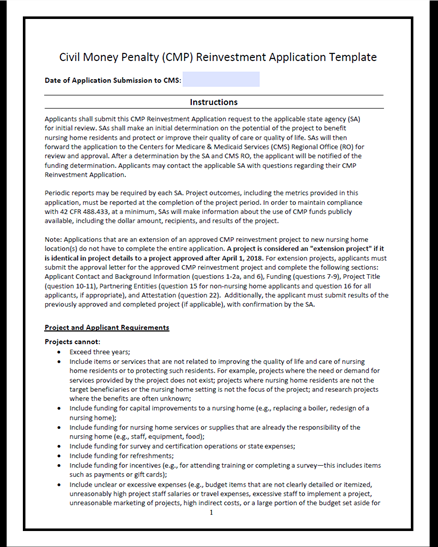 Civil Money Penalty (CMP) Reinvestment Application Template
Date of Application Submission to CMS:
Instructions
Applicants shall submit this CMP Reinvestment Application request to the applicable state agency (SA)
for initial review. SAs shall make an initial determination on the potential of the project to benefit
nursing home residents and protect or improve their quality of care or quality of life. SAs will then
forward the application to the Centers for Medicare & Medicaid Services (CMS) Regional Office (RO) for
review and approval. After a determination by the SA and CMS RO, the applicant will be notified of the
funding determination. Applicants may contact the applicable SA with questions regarding their CMP
Reinvestment Application.
Periodic reports may be required by each SA. Project outcomes, including the metrics provided in this
application, must be reported at the completion of the project period. In order to maintain compliance
with 42 CFR 488.433, at a minimum, SAs will make information about the use of CMP funds publicly
available, including the dollar amount, recipients, and results of the project.
Note: Applications that are an extension of an approved CMP reinvestment project to new nursing home
location(s) do not have to complete the entire application. A project is considered an "extension project" if it
is identical in project details to a project approved after April 1, 2018. For extension projects, applicants must
submit the approval letter for the approved CMP reinvestment project and complete the following sections:
Applicant Contact and Background Information (questions 1-2a, and 6), Funding (questions 7-9), Project Title
(question 10-11), Partnering Entities (question 15 for non-nursing home applicants and question 16 for all
applicants, if appropriate), and Attestation (question 22). Additionally, the applicant must submit results of the
previously approved and completed project (if applicable), with confirmation by the SA.
Project and Applicant Requirements
Projects cannot:
• Exceed three years;
• Include items or services that are not related to improving the quality of life and care of nursing
home residents or to protecting such residents. For example, projects where the need or demand for
services provided by the project does not exist; projects where nursing home residents are not the
target beneficiaries or the nursing home setting is not the focus of the project; and research projects
where the benefits are often unknown;
• Include funding for capital improvements to a nursing home (e.g., replacing a boiler, redesign of a
nursing home);
• Include funding for nursing home services or supplies that are already the responsibility of the
nursing home (e.g., staff, equipment, food);
• Include funding for survey and certification operations or state expenses;
• Include funding for refreshments;
• Include funding for incentives (e.g., for attending training or completing a survey—this includes items
such as payments or gift cards);
• Include unclear or excessive expenses (e.g., budget items that are not clearly detailed or itemized,
unreasonably high project staff salaries or travel expenses, excessive staff to implement a project,
unreasonable marketing of projects, high indirect costs, or a large portion of the budget set aside for
1